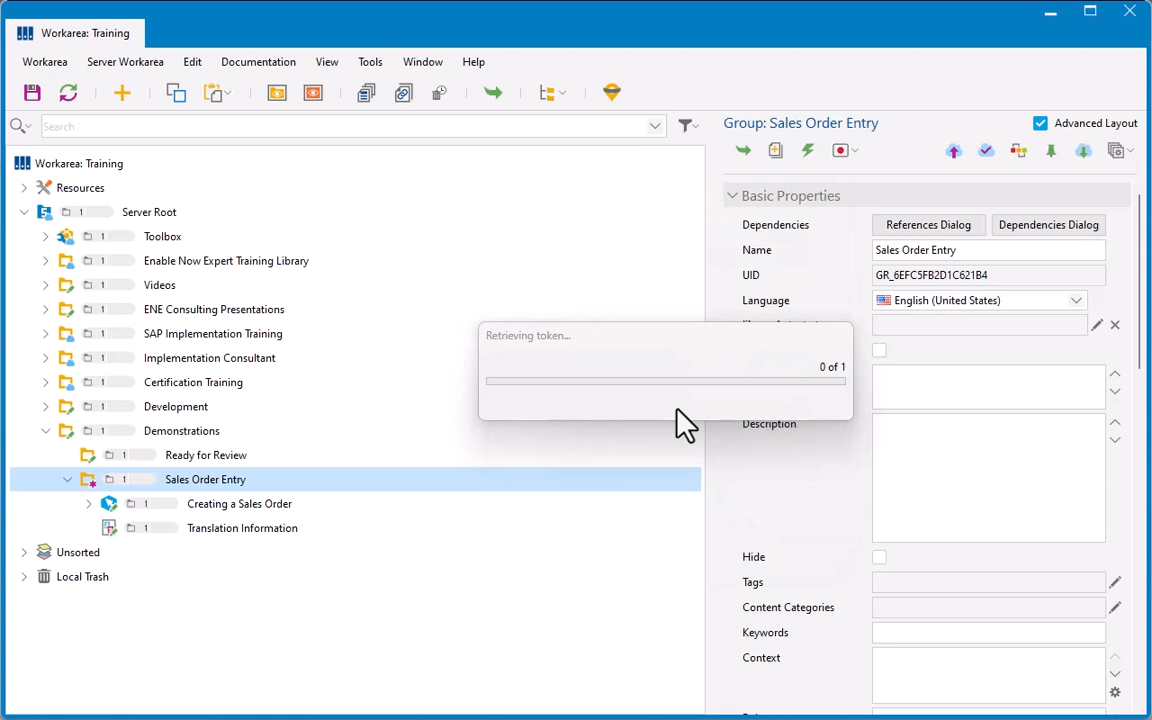 Workarea: Training
Workarea Server Workarea Edit Documentation View Tools Window Help
Search
Group: Sales Order Entry
Advanced Layout
Workarea: Training
Resources
1 Server Root
1 Toolbox
1 Enable Now Expert Training Library
1 Videos
1 ENE Consulting Presentations
1 SAP Implementation Training
1 Implementation Consultant
1 Certification Training
1 Development
1 Demonstrations
1 Ready for Review
1 Sales Order Entry
1 Creating a Sales Order
1 Translation Information
Unsorted
Local Trash
Basic Properties
Dependencies References Dialog Dependencies Dialog
Name Sales Order Entry
UID GR_6EFC5FB2D1C621B4
Language English (United States)
Retrieving token...
0 of 1
Description
Hide
Tags
Content Categories
Keywords
Context